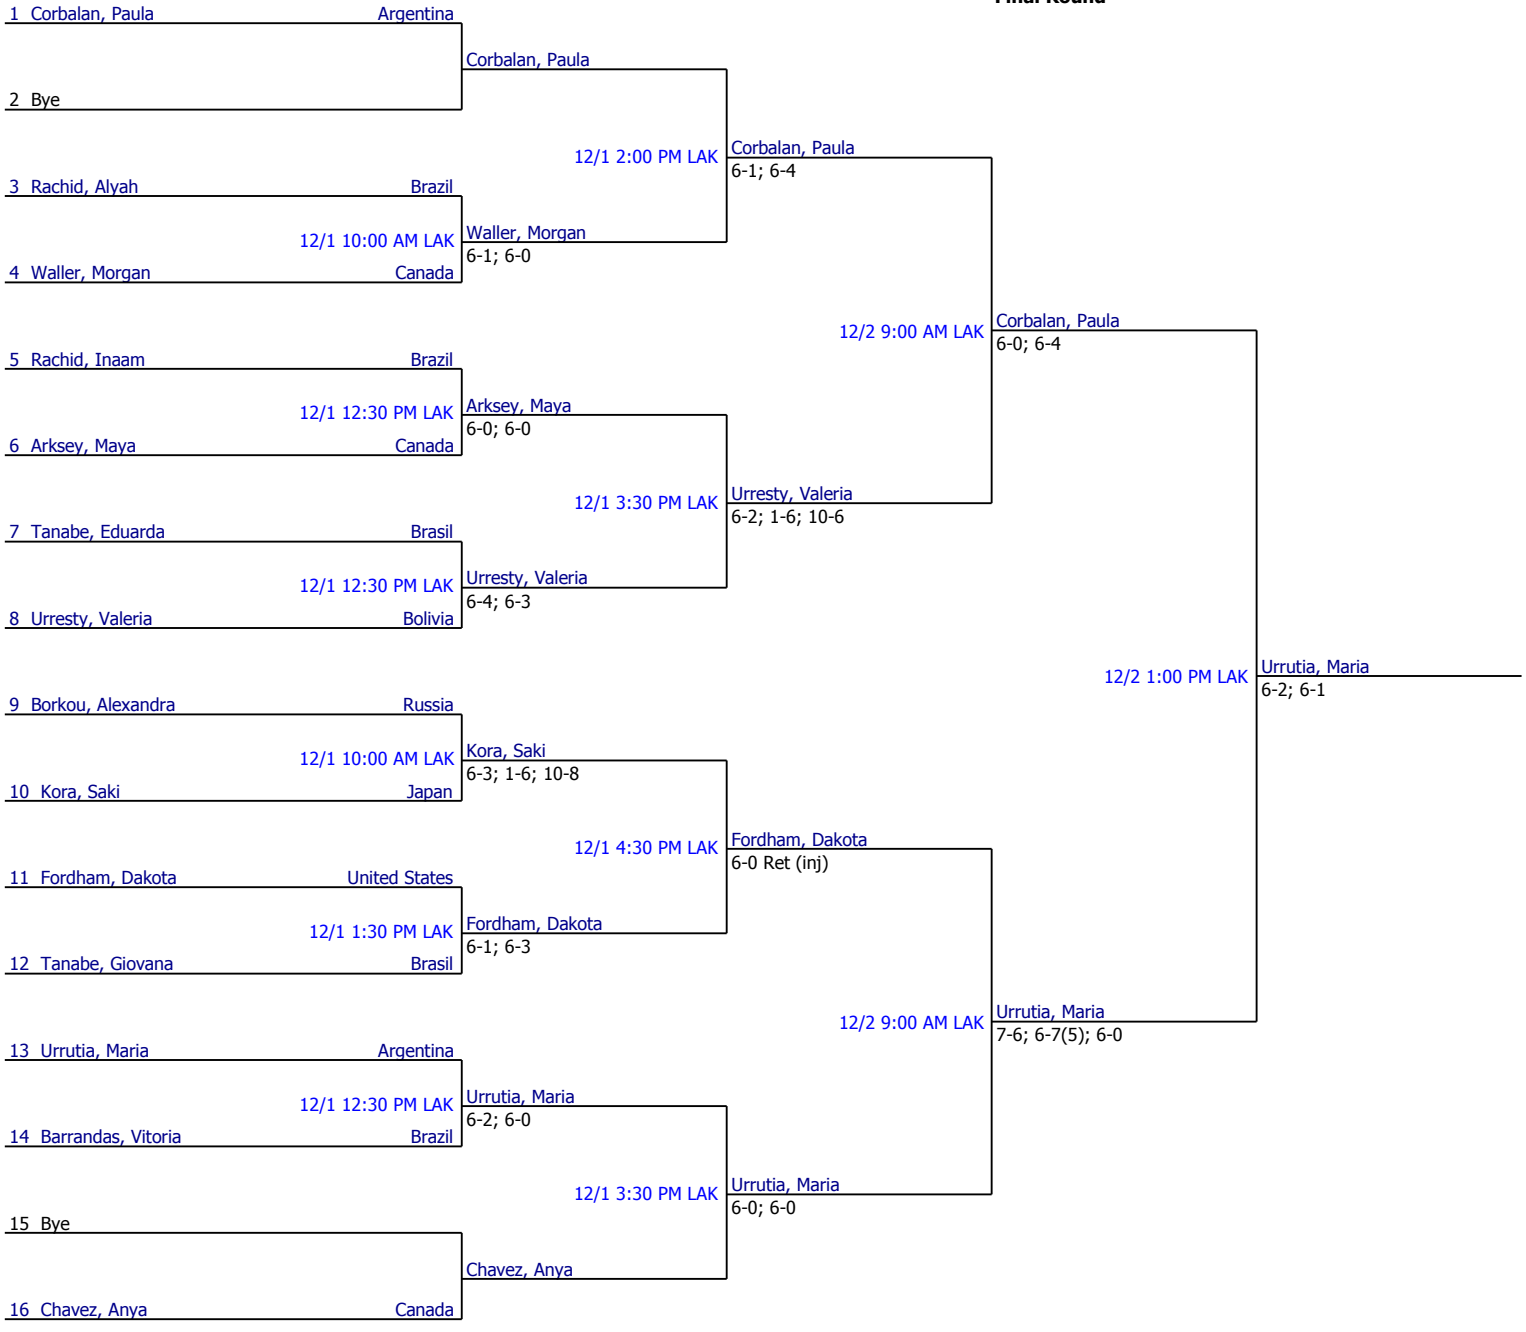 Final Round
1 Corbalan, Paula Argentina
Corbalan, Paula
2 Bye
12/1 2:00 PM LAK Corbalan, Paula
6-1; 6-4
3 Rachid, Alyah Brazil
12/1 10:00 AM LAK Waller, Morgan
6-1; 6-0
4 Waller, Morgan Canada
12/2 9:00 AM LAK Corbalan, Paula
6-0; 6-4
5 Rachid, Inaam Brazil
12/1 12:30 PM LAK Arksey, Maya
6-0; 6-0
6 Arksey, Maya Canada
12/1 3:30 PM LAK Urresty, Valeria
6-2; 1-6; 10-6
7 Tanabe, Eduarda Brasil
12/1 12:30 PM LAK Urresty, Valeria
6-4; 6-3
8 Urresty, Valeria Bolivia
12/2 1:00 PM LAK Urrutia, Maria
6-2; 6-1
9 Borkou, Alexandra Russia
12/1 10:00 AM LAK Kora, Saki
6-3; 1-6; 10-8
10 Kora, Saki Japan
12/1 4:30 PM LAK Fordham, Dakota
6-0 Ret (inj)
11 Fordham, Dakota United States
12/1 1:30 PM LAK Fordham, Dakota
6-1; 6-3
12 Tanabe, Giovana Brasil
12/2 9:00 AM LAK Urrutia, Maria
7-6; 6-7(5); 6-0
13 Urrutia, Maria Argentina
12/1 12:30 PM LAK Urrutia, Maria
6-2; 6-0
14 Barrandas, Vitoria Brazil
12/1 3:30 PM LAK Urrutia, Maria
6-0; 6-0
15 Bye
Chavez, Anya
16 Chavez, Anya Canada